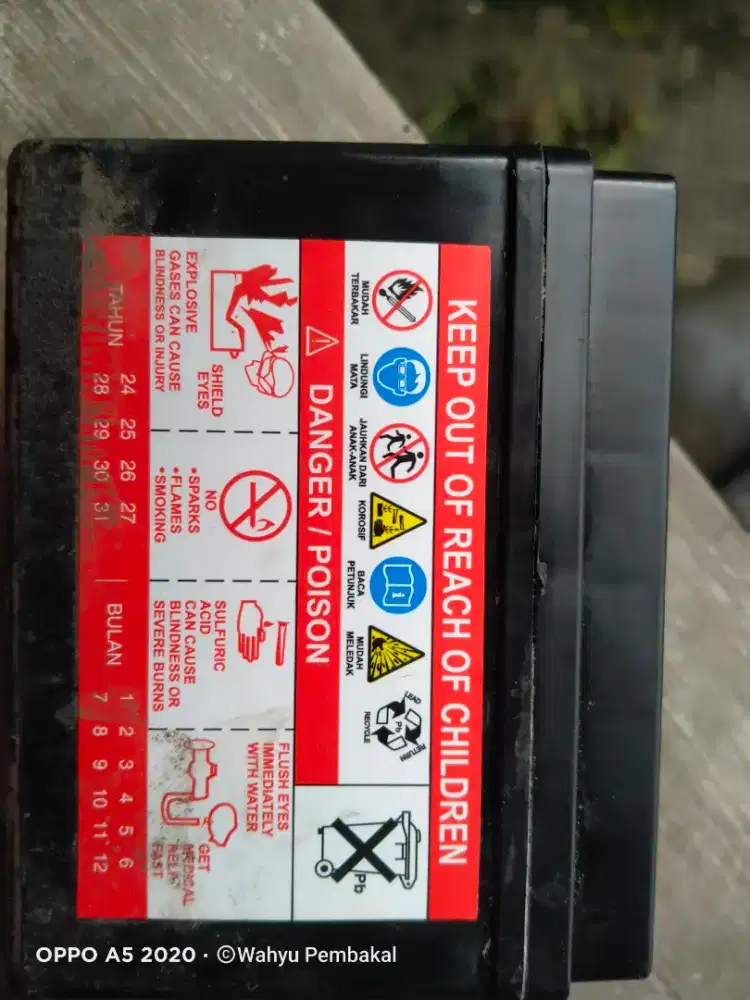 KEEP OUT OF REACH OF CHILDREN
MUDAH
TERBAKAR
LINDUNGI
MATA
JAUHKAN DARI
ANAK-ANAK
KOROSIF
BACA
PETUNJUK
MUDAH
MELEDAK
LEAD
RETURN
RECYCLE
Pb
DANGER / POISON
Pb
SHIELD
EYES
EXPLOSIVE
GASES CAN CAUSE
BLINDNESS OR INJURY
NO
•SPARKS
•FLAMES
•SMOKING
SULFURIC
ACID
CAN CAUSE
BLINDNESS OR
SEVERE BURNS
FLUSH EYES
IMMEDIATELY
WITH WATER
GET
MEDICAL
HELP
FAST
TAHUN 24 25 26 27
28 29 30 31
BULAN 1 2 3 4 5 6
7 8 9 10 11 12
OPPO A5 2020 · ©Wahyu Pembakal